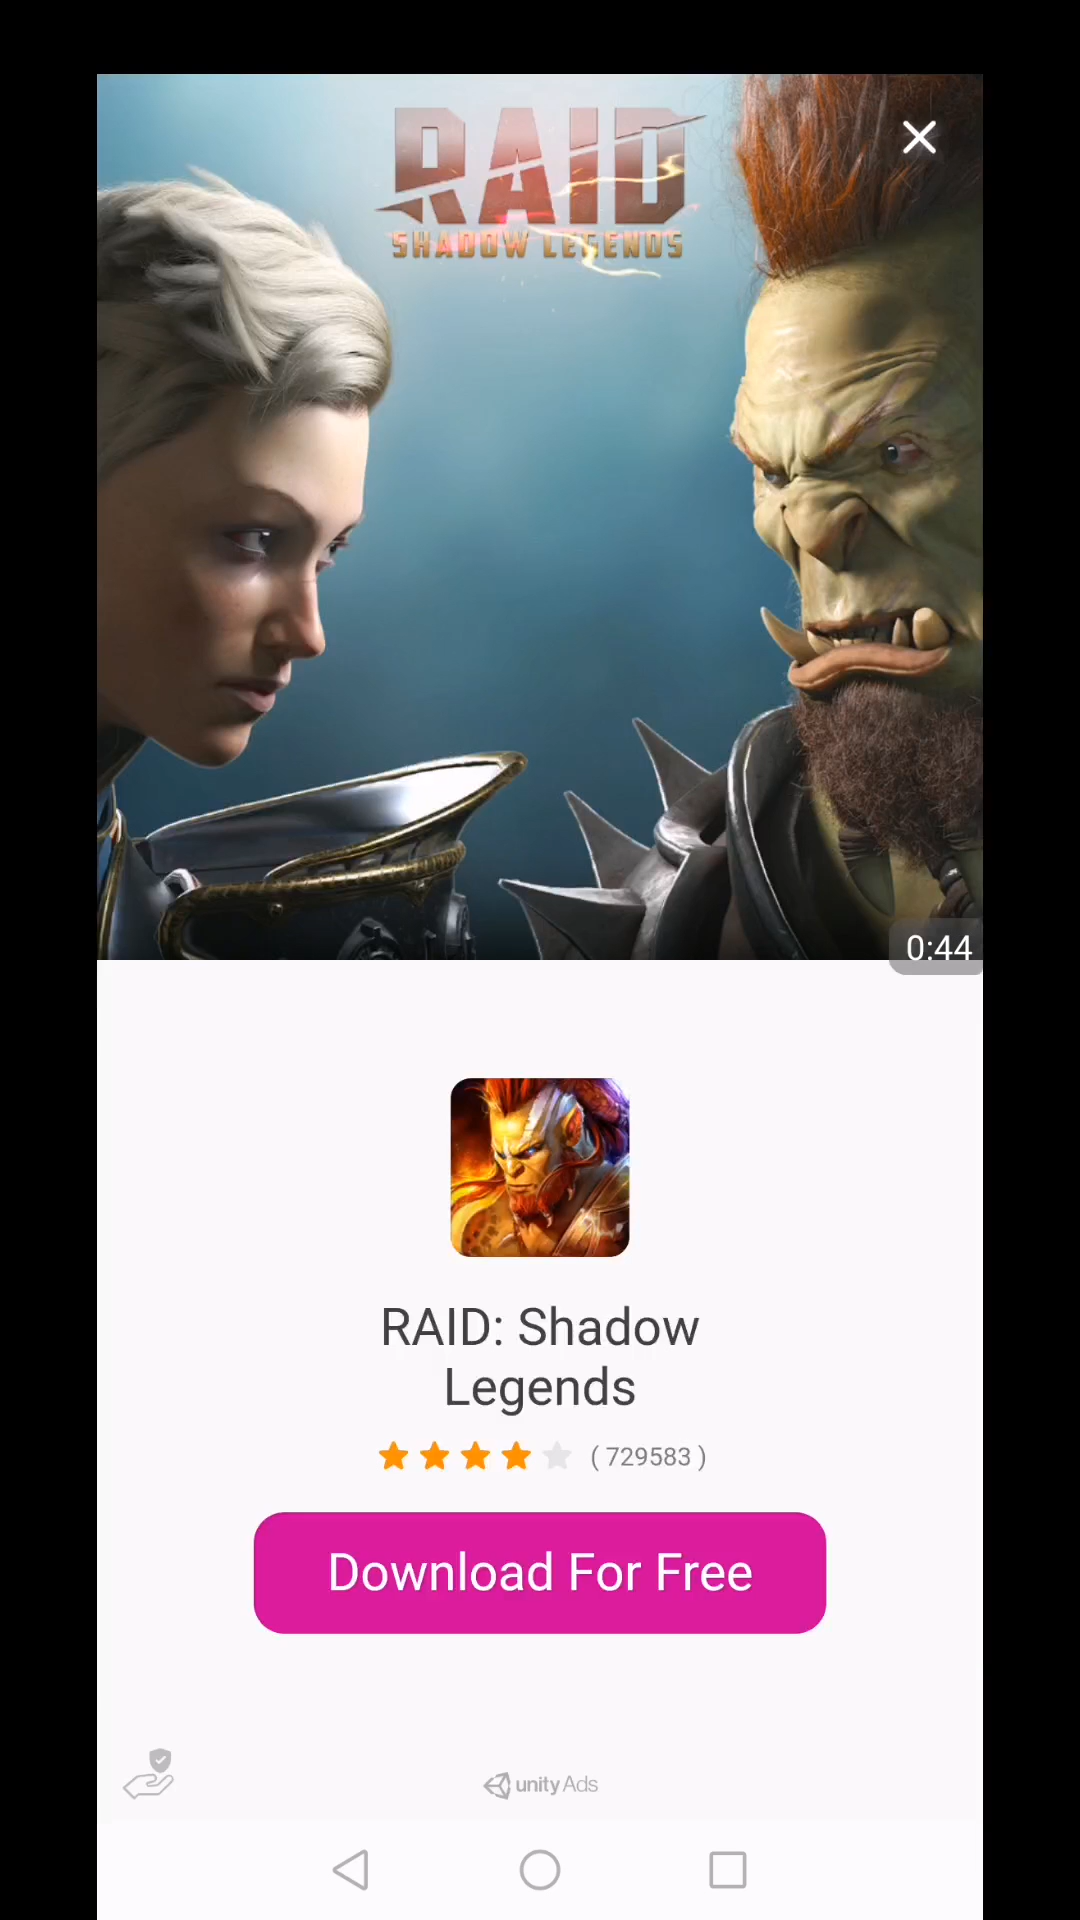 RAID
SHADOW LEGENDS
0:44
RAID: Shadow
Legends
( 729583 )
Download For Free
unity Ads